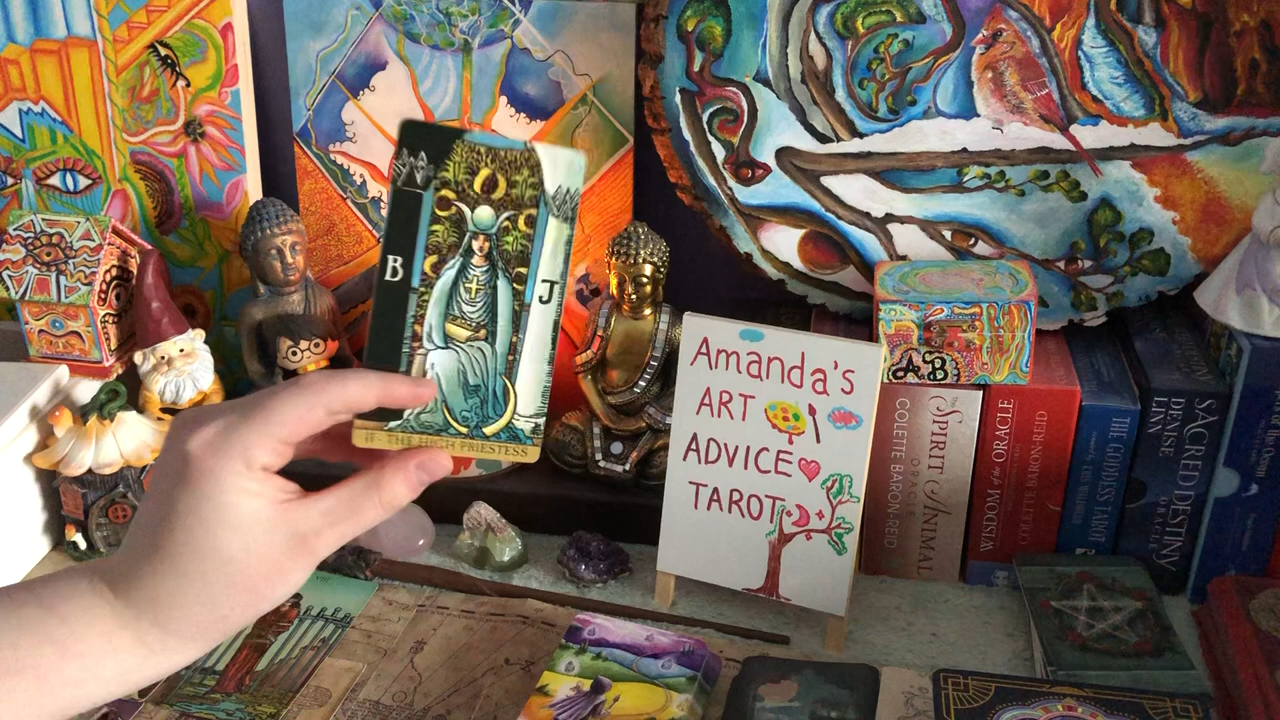 B
J
II - THE HIGH PRIESTESS
Amanda's
ART
ADVICE
TAROT
AB
The
SPIRIT ANIMAL
ORACLE
COLETTE BARON-REID
WISDOM of the ORACLE
COLETTE BARON-REID
THE GODDESS TAROT
SACRED DESTINY
ORACLE
DENISE
LINN
VIII